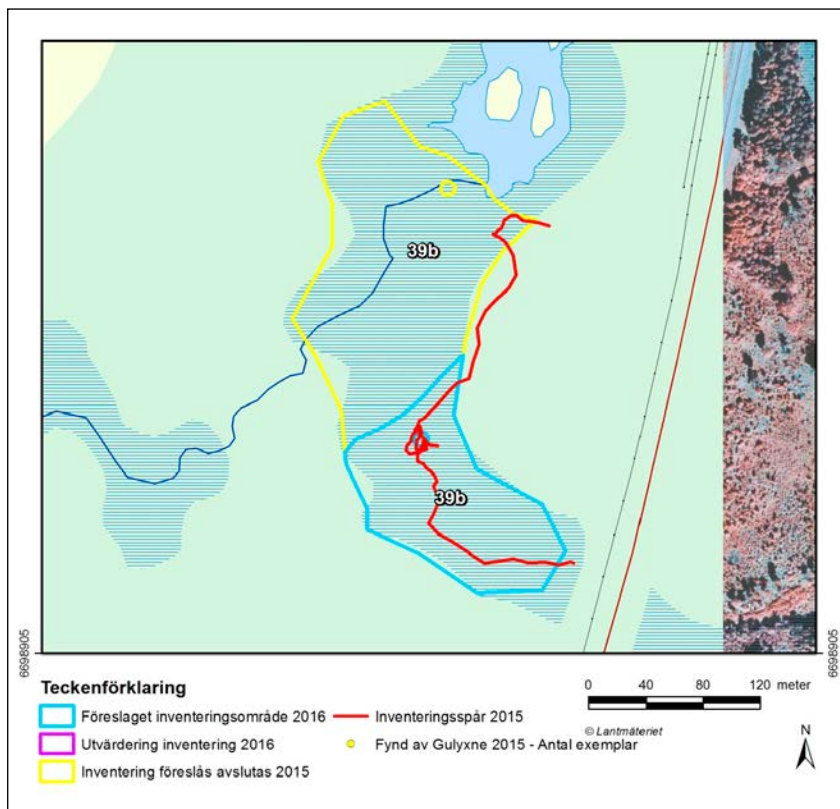 39b
39b
6698905
6698905
Teckenförklaring
Föreslaget inventeringsområde 2016
Utvärdering inventering 2016
Inventering föreslås avslutas 2015
Inventeringsspår 2015
Fynd av Gulyxne 2015 - Antal exemplar
0 40 80 120 meter
© Lantmäteriet
N